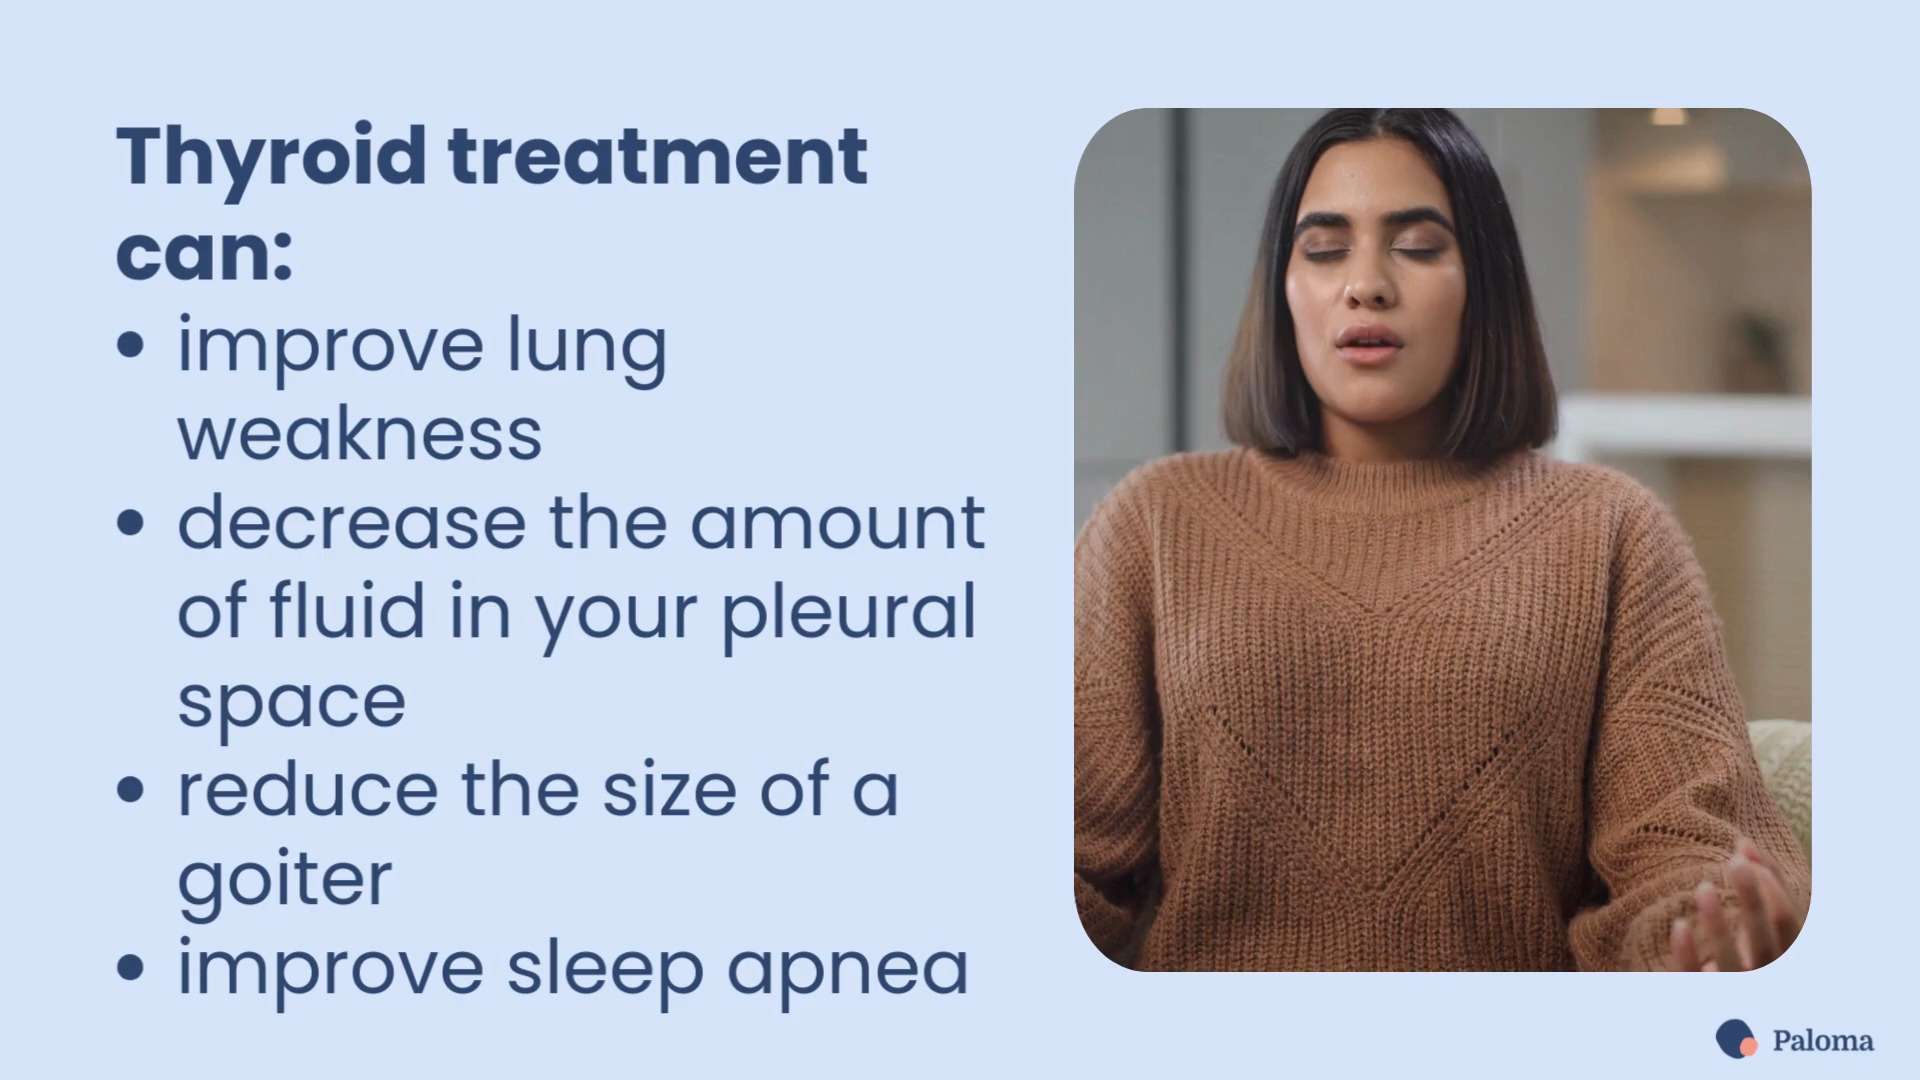 Thyroid treatment
can:
• improve lung
weakness
• decrease the amount
of fluid in your pleural
space
• reduce the size of a
goiter
• improve sleep apnea
Paloma